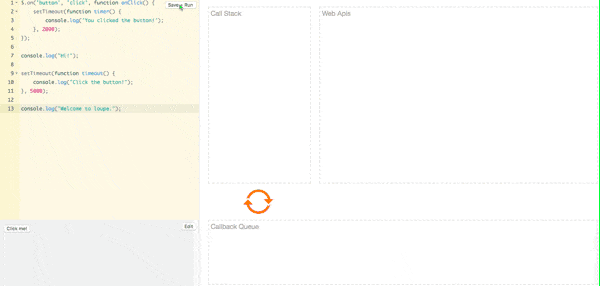 1 $.on('button', 'click', function onClick() {
Save & Run
2 setTimeout(function timer() {
3 console.log('You clicked the button!');
4 }, 2000);
5 });
6
7 console.log("Hi!");
8
9 setTimeout(function timeout() {
10 console.log("Click the button!");
11 }, 5000);
12
13 console.log("Welcome to loupe.");
Click me!
Edit
Call Stack
Web Apis
Callback Queue